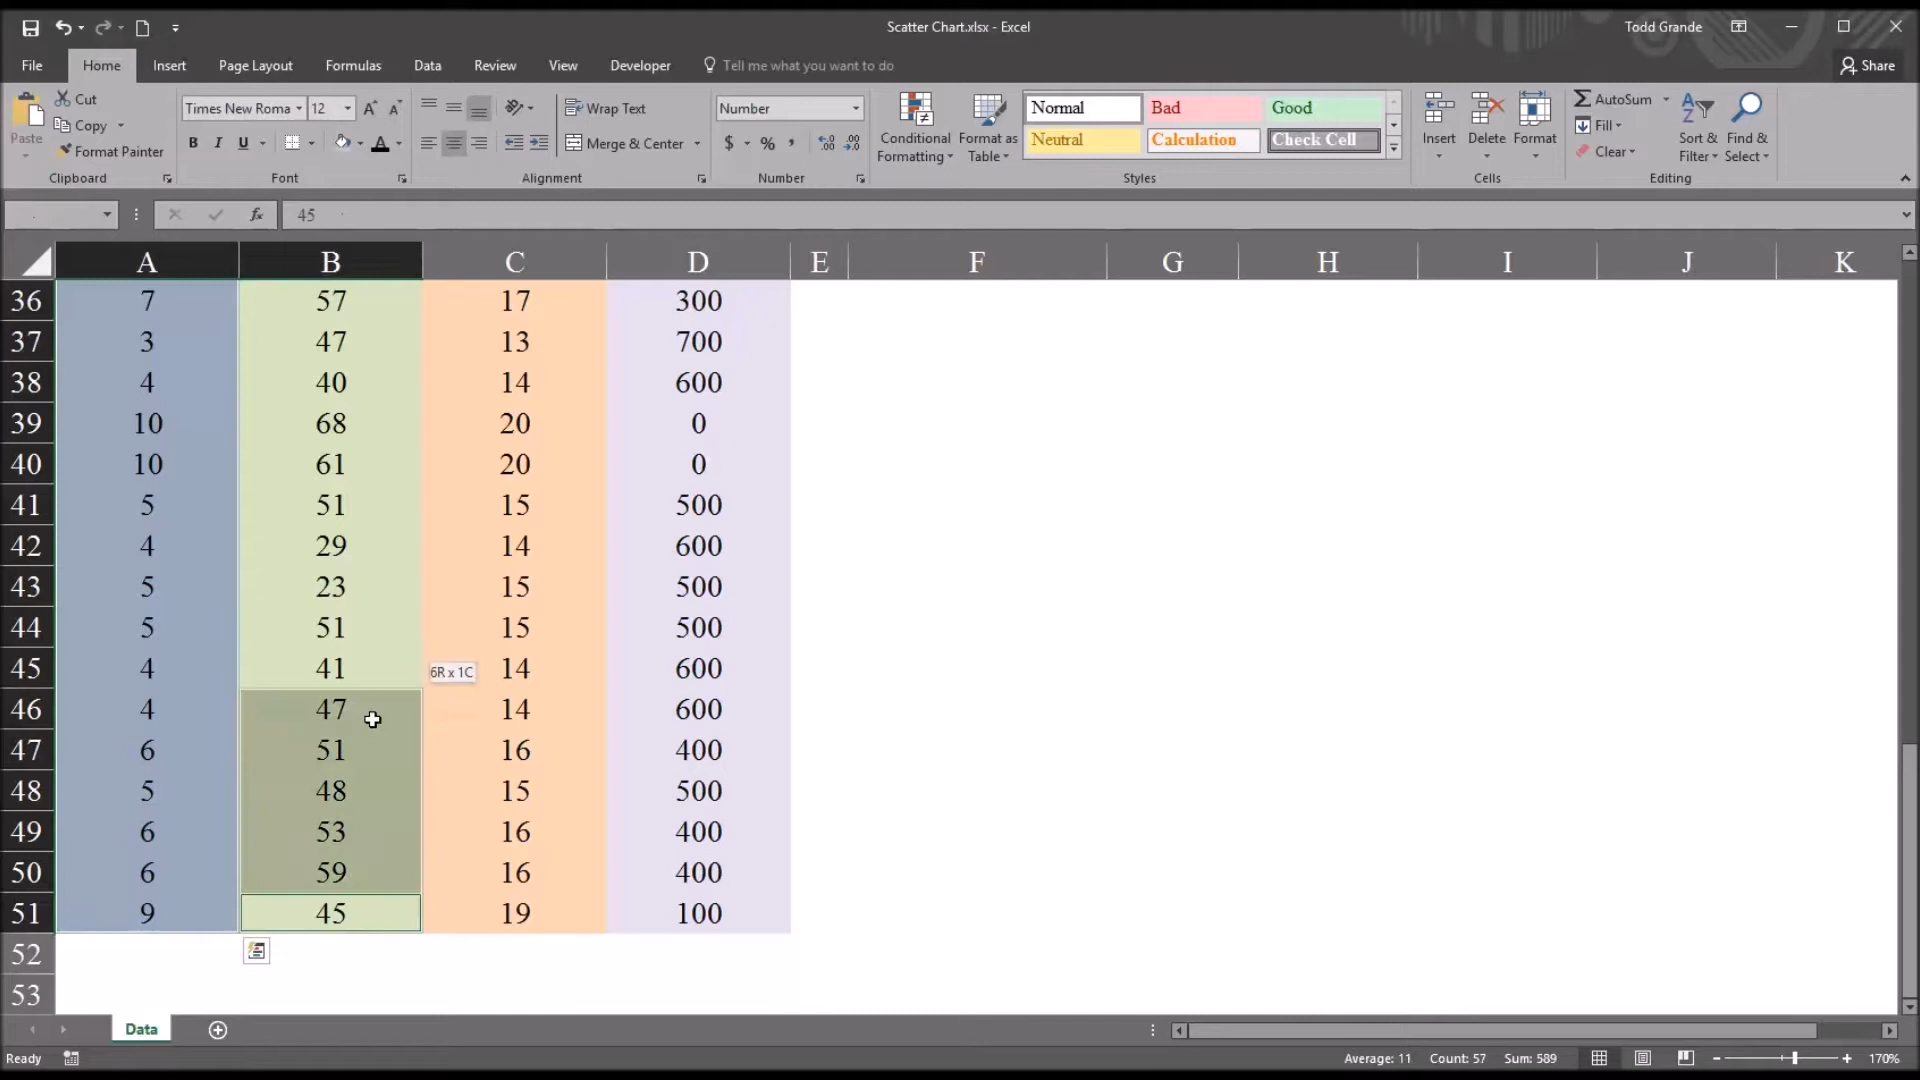 Scatter Chart.xlsx - Excel
Todd Grande
File Home Insert Page Layout Formulas Data Review View Developer Tell me what you want to do Share
Paste
Cut
Copy
Format Painter
Clipboard
Times New Roma 12
B I U
Font
Wrap Text
Merge & Center
Alignment
Number
$ % ,
Number
Conditional Formatting
Format as Table
Normal Bad Good
Neutral Calculation Check Cell
Styles
Insert Delete Format
Cells
AutoSum
Fill
Clear
Sort & Filter
Find & Select
Editing
fx 45
A B C D E F G H I J K
36 7 57 17 300
37 3 47 13 700
38 4 40 14 600
39 10 68 20 0
40 10 61 20 0
41 5 51 15 500
42 4 29 14 600
43 5 23 15 500
44 5 51 15 500
45 4 41 6R x 1C 14 600
46 4 47 14 600
47 6 51 16 400
48 5 48 15 500
49 6 53 16 400
50 6 59 16 400
51 9 45 19 100
52
53
Data
Ready Average: 11 Count: 57 Sum: 589 170%